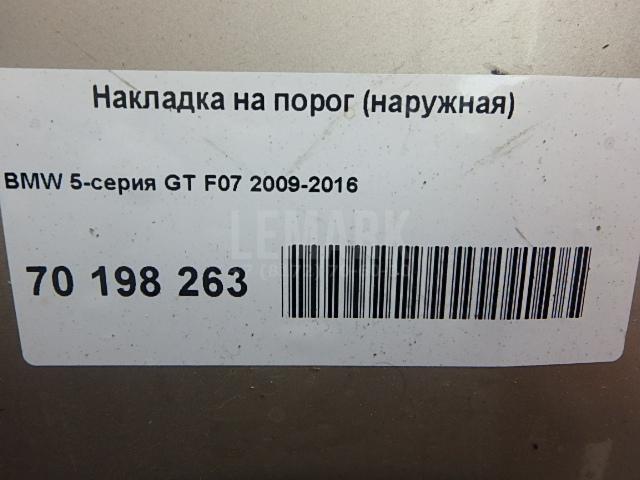 Накладка на порог (наружная)
BMW 5-серия GT F07 2009-2016
LEMARK
70 198 263